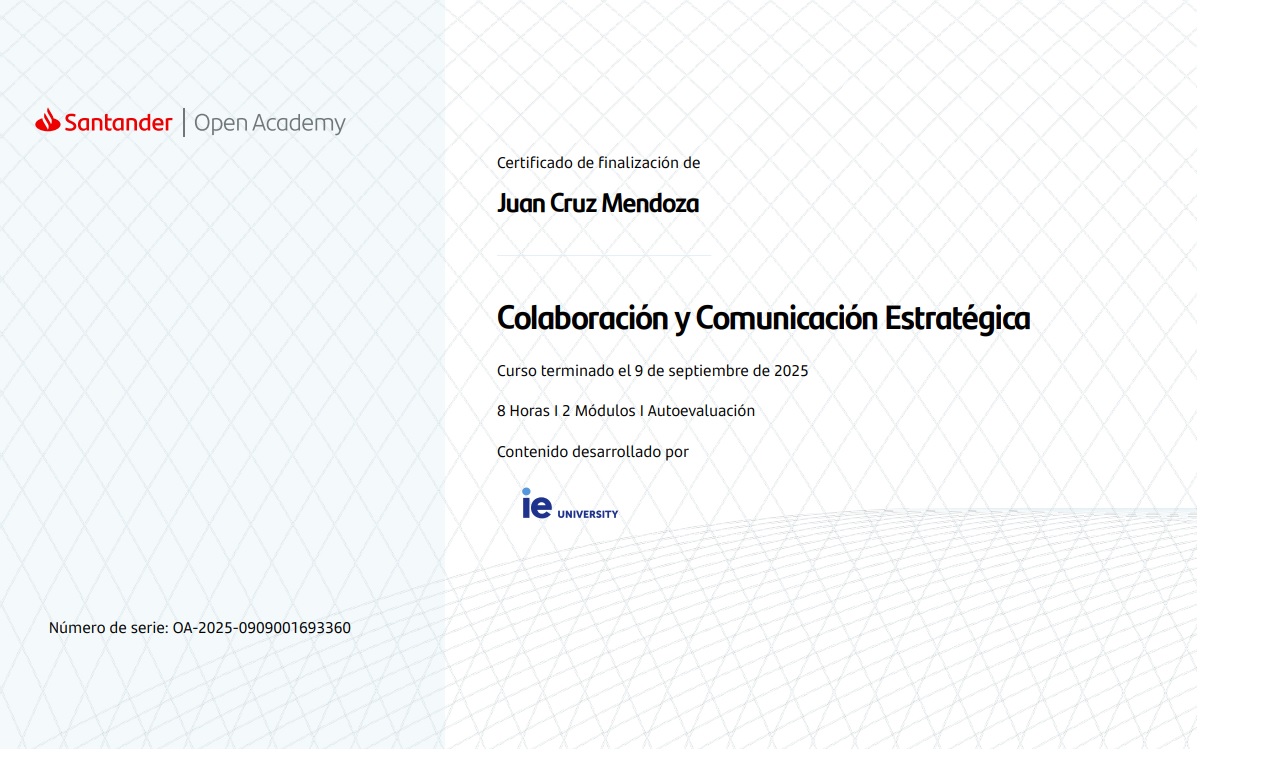 Santander | Open Academy
Certificado de finalización de
Juan Cruz Mendoza
Colaboración y Comunicación Estratégica
Curso terminado el 9 de septiembre de 2025
8 Horas I 2 Módulos I Autoevaluación
Contenido desarrollado por
ie UNIVERSITY
Número de serie: OA-2025-0909001693360